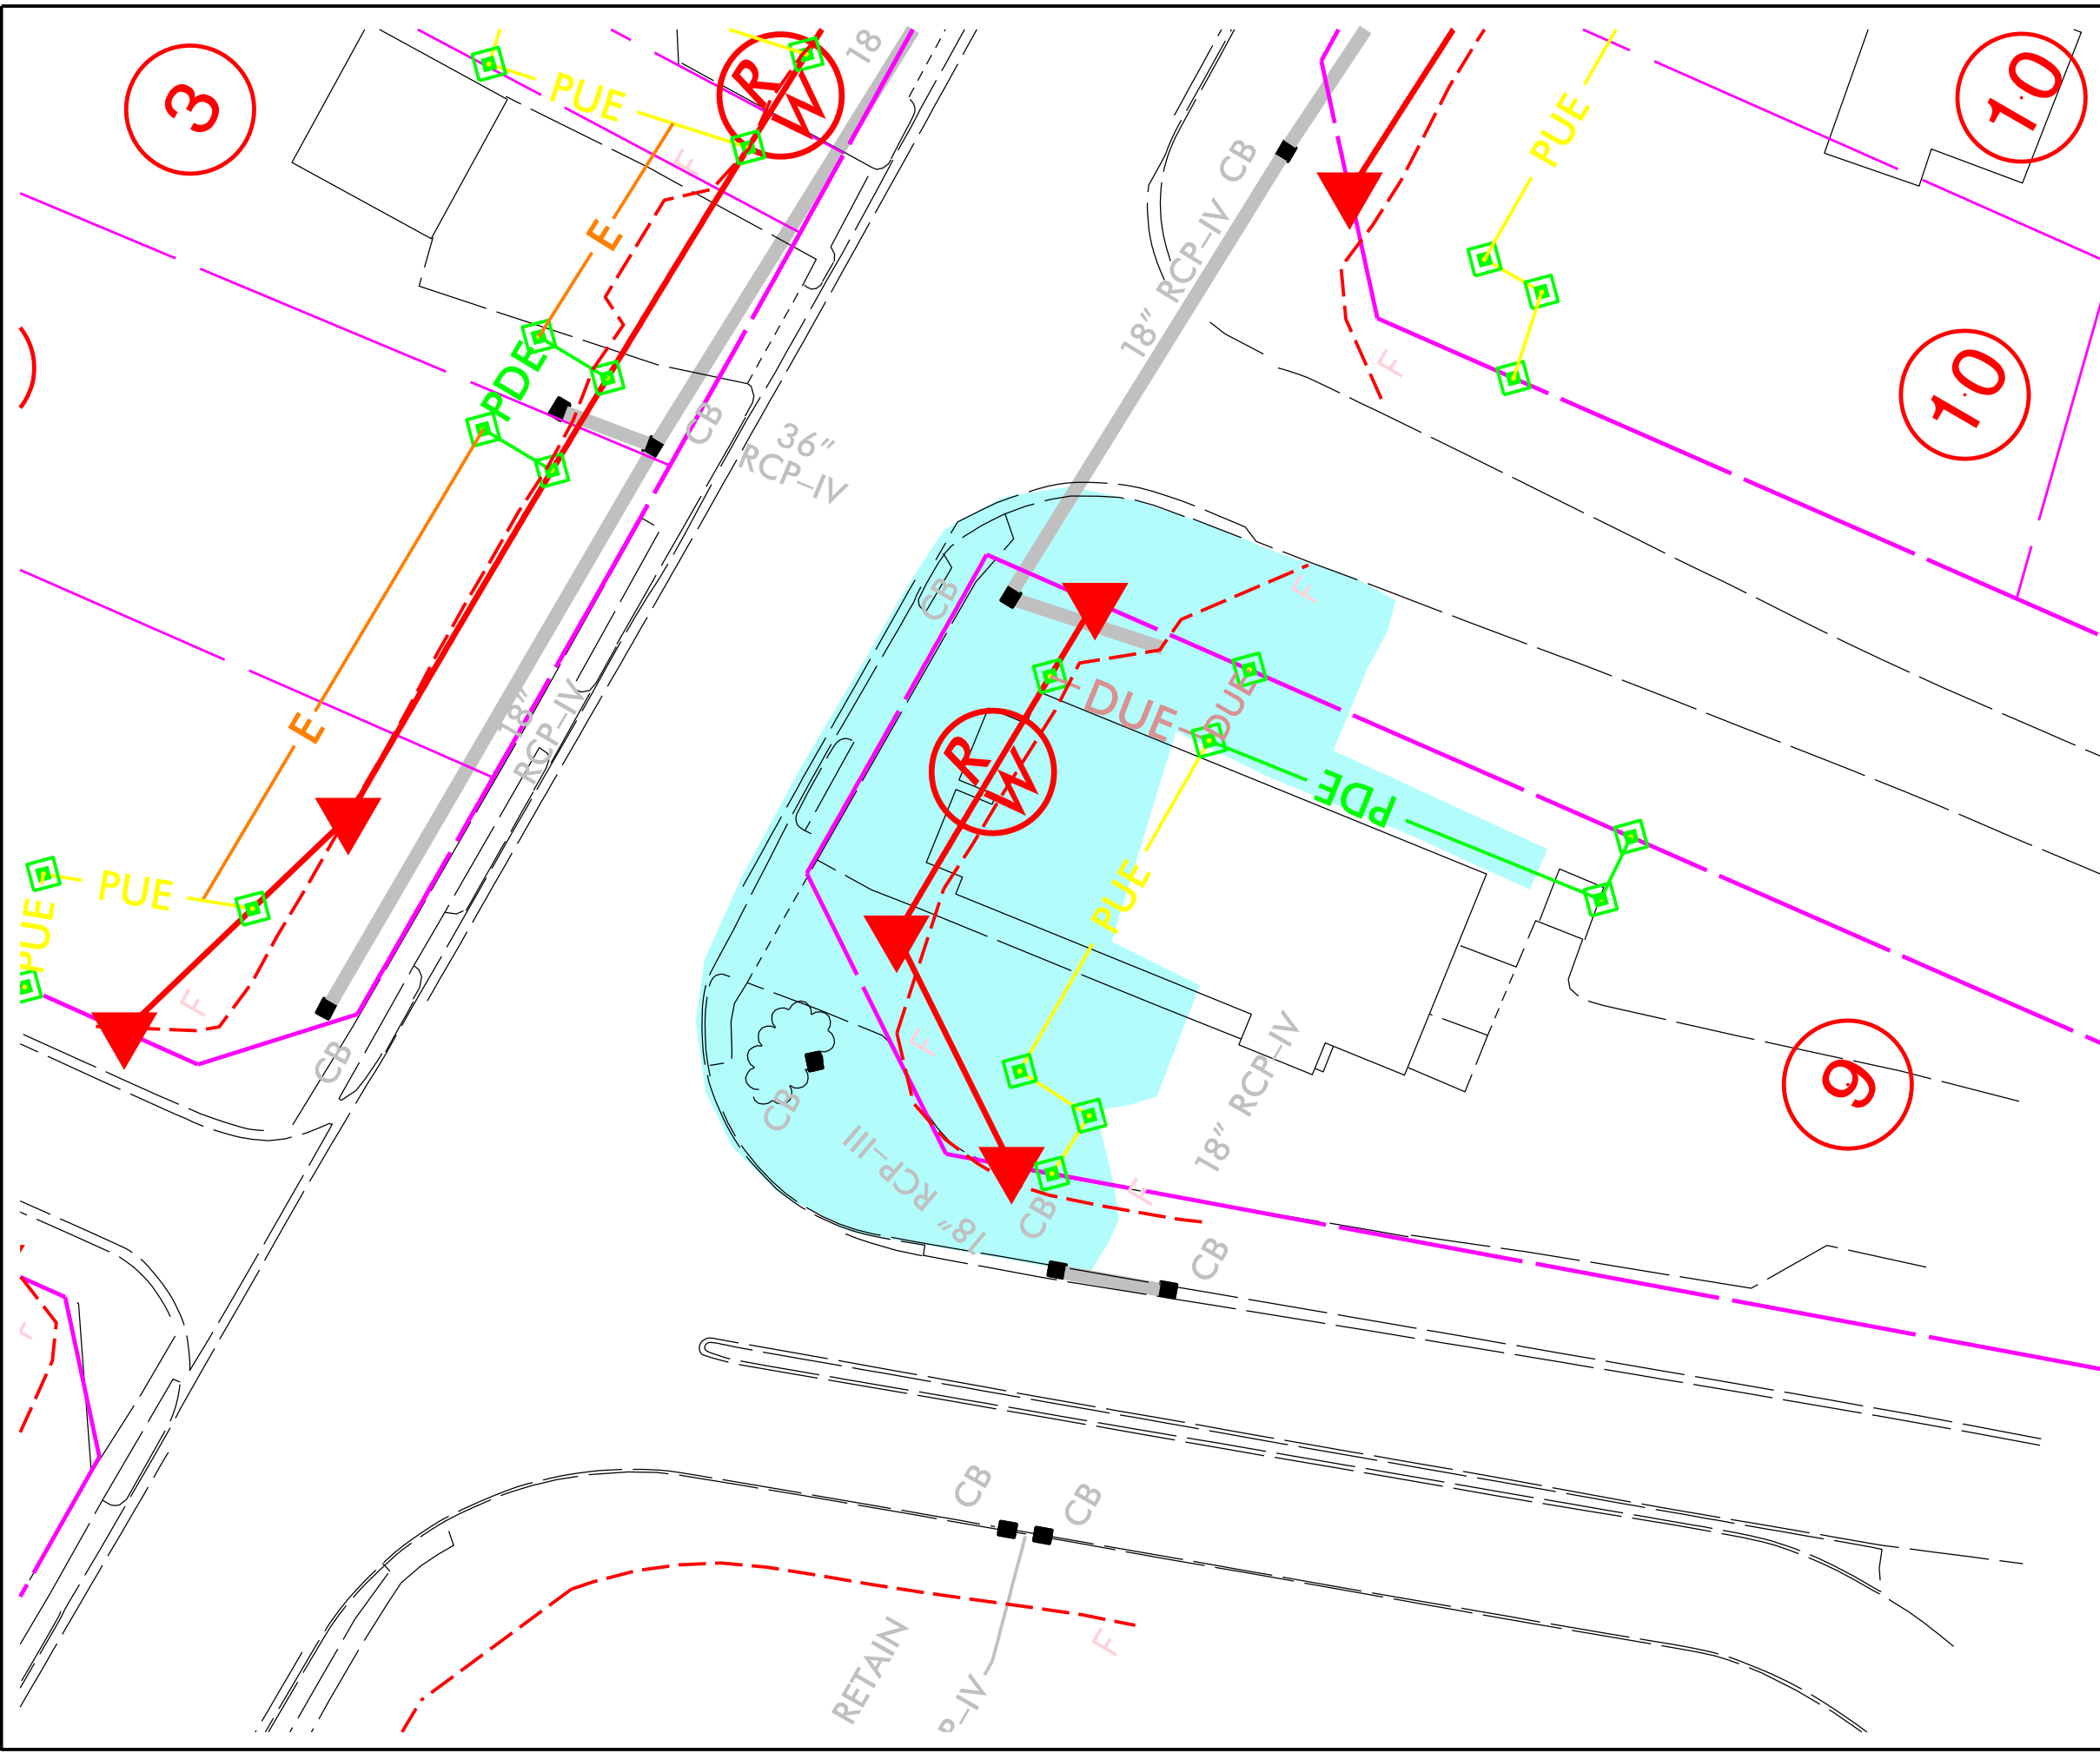 3
R
W
18
PUE
F
E
CB
18" RCP-IV
PUE
10
PDE
CB
36"
RCP-IV
F
10
CB
F
DUE
DUE
E
18"
RCP-IV
R
W
PDE
PUE
PUE
PUE
F
F
CB
CB
18" RCP-III
18" RCP-IV
9
CB
F
CB
F
CB
CB
RETAIN
P-IV
F